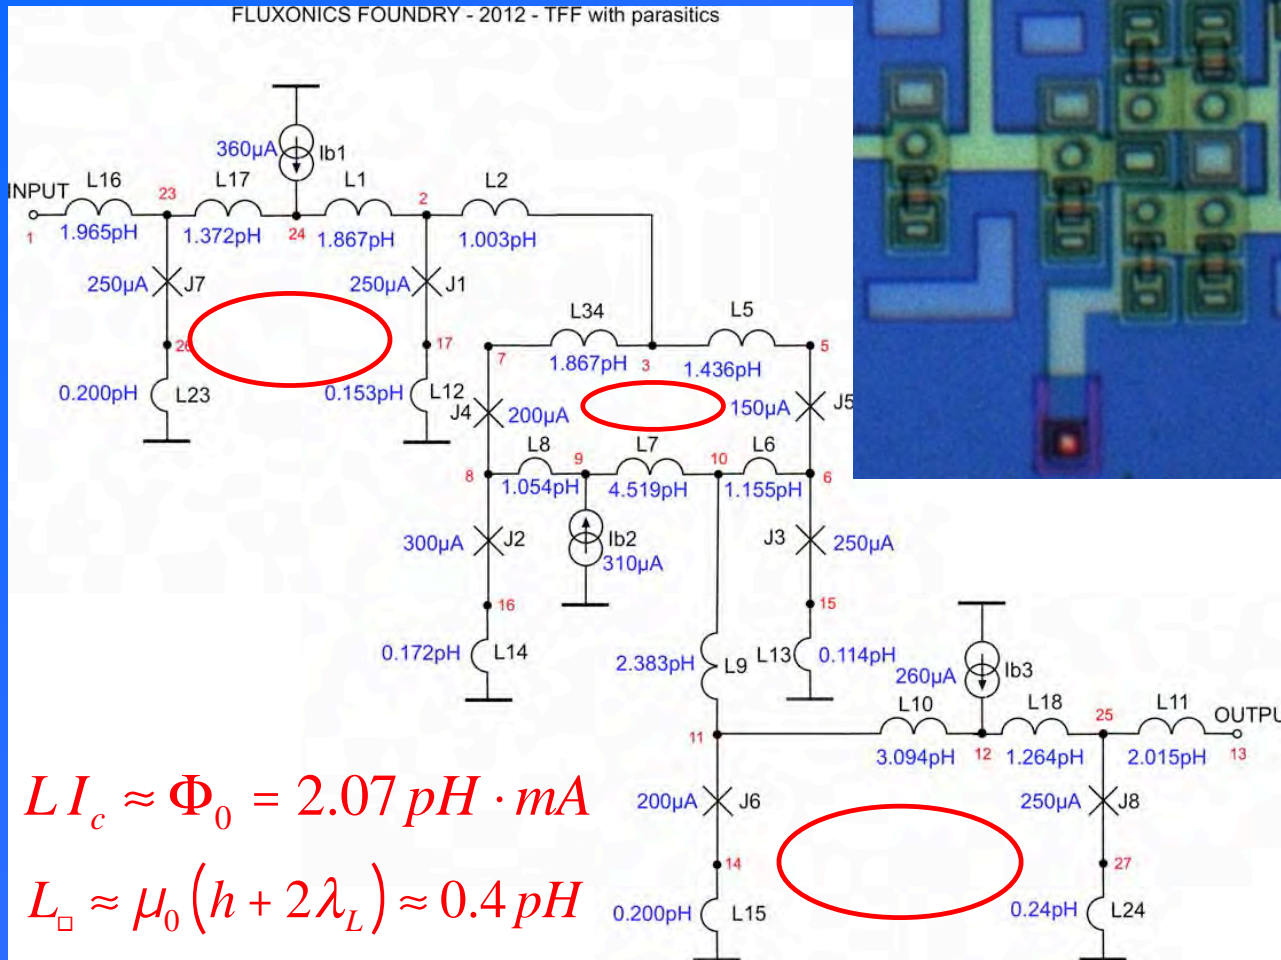 FLUXONICS FOUNDRY - 2012 - TFF with parasitics
360µA Ib1
INPUT L16 23 L17 L1 2 L2
1 1.965pH 1.372pH 24 1.867pH 1.003pH
250µA J7 250µA J1
26 17
0.200pH L23 0.153pH L12
L34 L5
7 1.867pH 3 1.436pH 5
J4 200µA 150µA J5
L8 9 L7 10 L6
8 1.054pH 4.519pH 1.155pH 6
300µA J2 Ib2 J3 250µA
310µA
16 15
0.172pH L14 2.383pH L9 L13 0.114pH
260µA Ib3
L10 L18 25 L11 OUTPU
11 3.094pH 12 1.264pH 2.015pH 13
200µA J6 250µA J8
14 27
0.200pH L15 0.24pH L24
L I_c ≈ Φ_0 = 2.07 pH · mA
L_□ ≈ µ_0 (h + 2λ_L) ≈ 0.4 pH